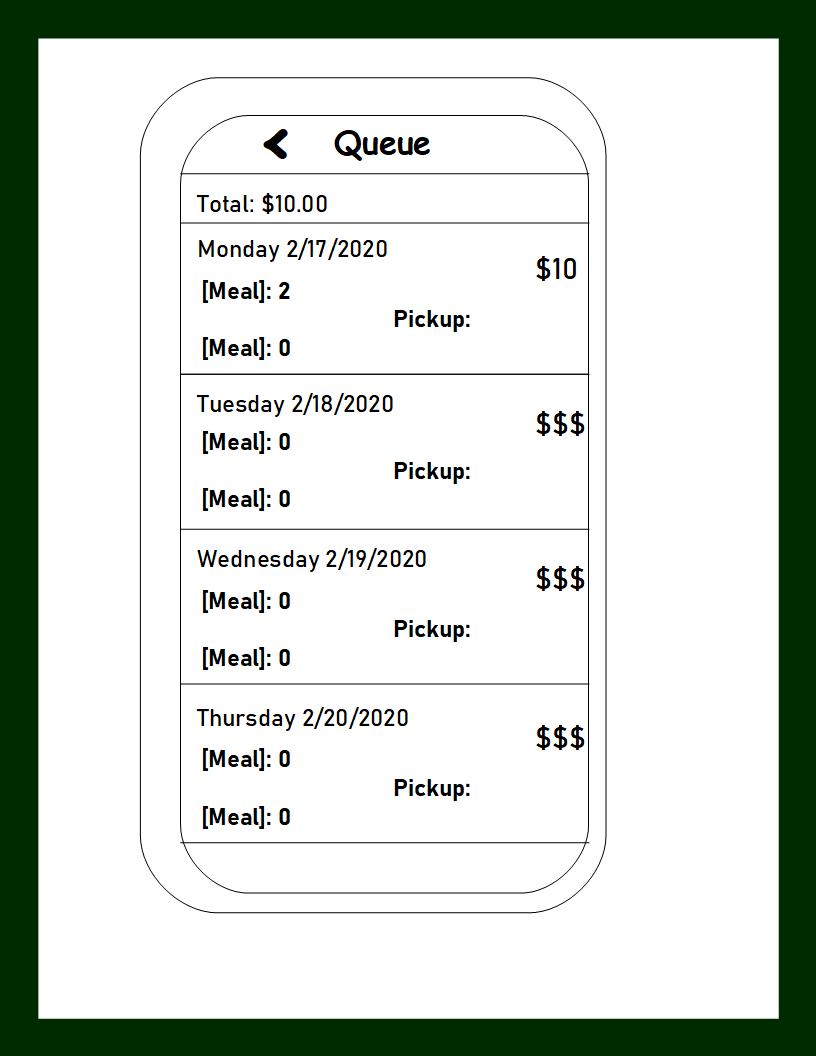 Queue
Total: $10.00
Monday 2/17/2020
$10
[Meal]: 2
Pickup:
[Meal]: 0
Tuesday 2/18/2020
$$$
[Meal]: 0
Pickup:
[Meal]: 0
Wednesday 2/19/2020
$$$
[Meal]: 0
Pickup:
[Meal]: 0
Thursday 2/20/2020
$$$
[Meal]: 0
Pickup:
[Meal]: 0